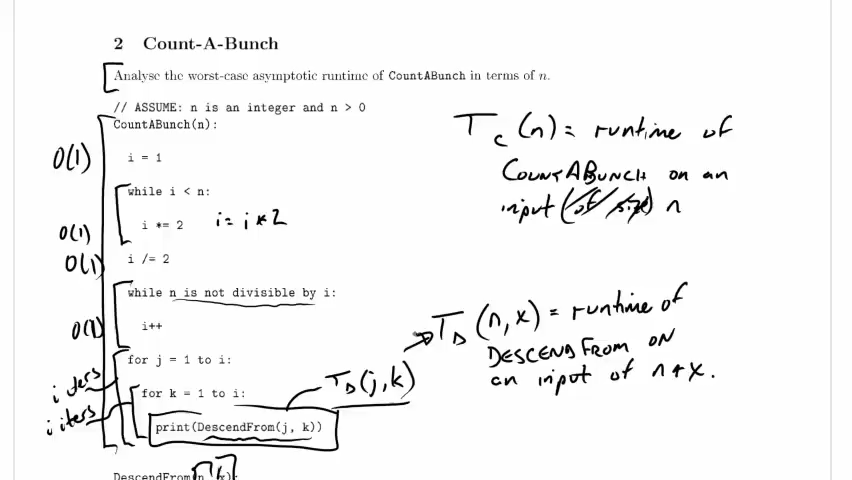 2 Count-A-Bunch
Analyse the worst-case asymptotic runtime of CountABunch in terms of n.
// ASSUME: n is an integer and n > 0
CountABunch(n):
O(1)
i = 1
while i < n:
O(1)
i *= 2 i = i * 2
O(1)
i /= 2
while n is not divisible by i:
O(1)
i++
for j = 1 to i:
i iters
for k = 1 to i:
i iters
print(DescendFrom(j, k))
T_D(j,k)
T_C(n) = runtime of
COUNTABUNCH on an
input (of size) n
T_D(n,x) = runtime of
DESCENDFROM ON
an input of n + x.
DescendFrom(n, k):